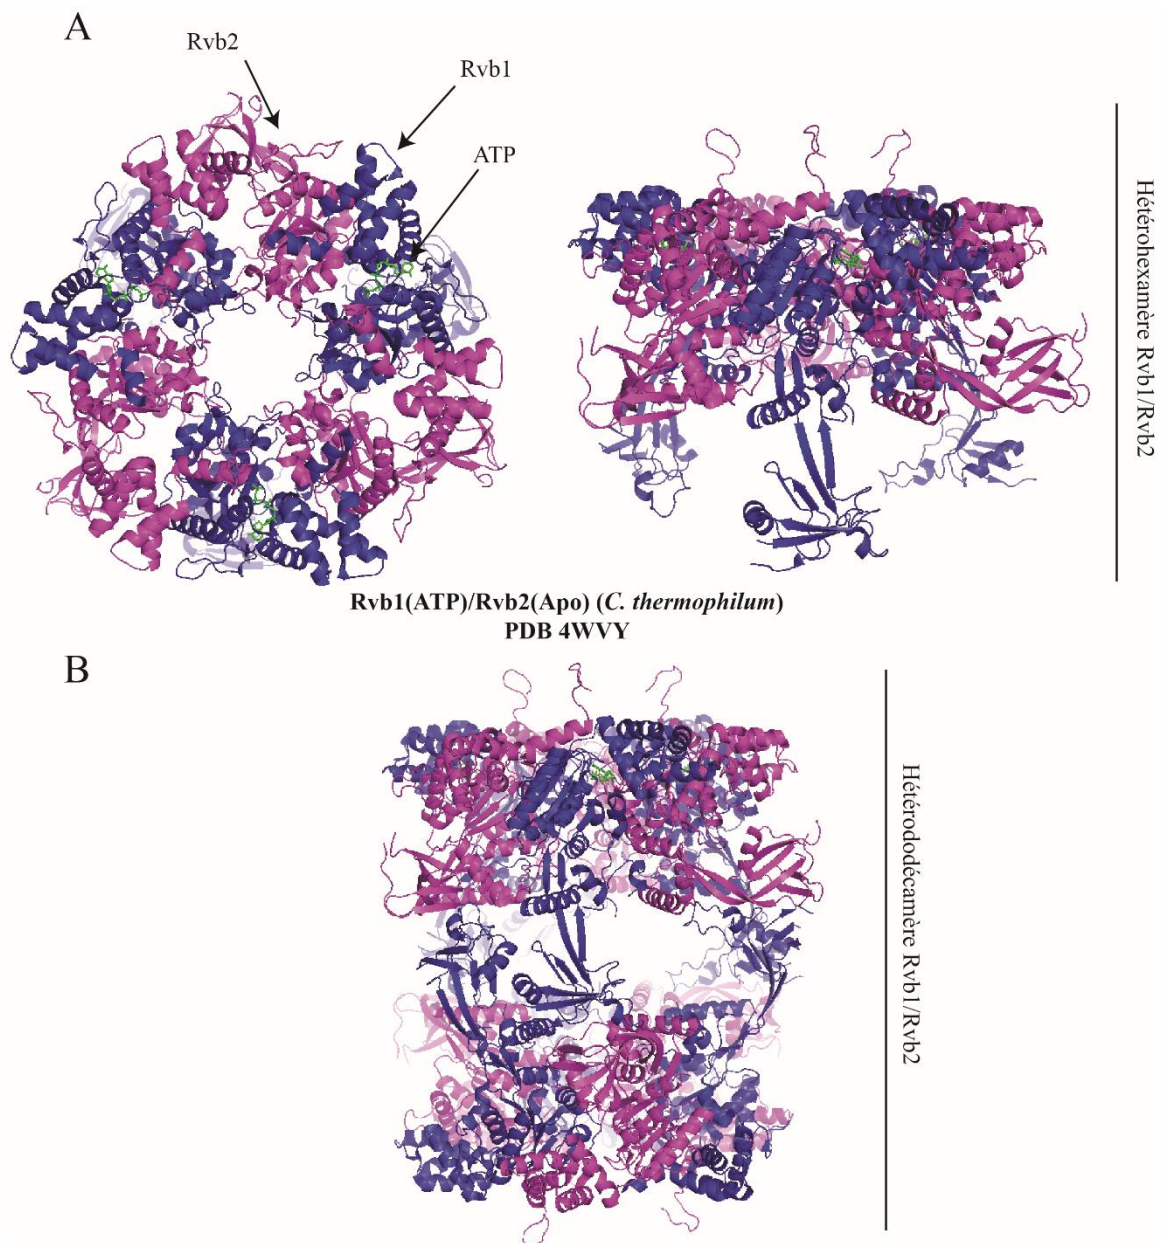 A
Rvb2
Rvb1
ATP
Hétérohexamère Rvb1/Rvb2
Rvb1(ATP)/Rvb2(Apo) (C. thermophilum)
PDB 4WVY
B
Hétérododécamère Rvb1/Rvb2